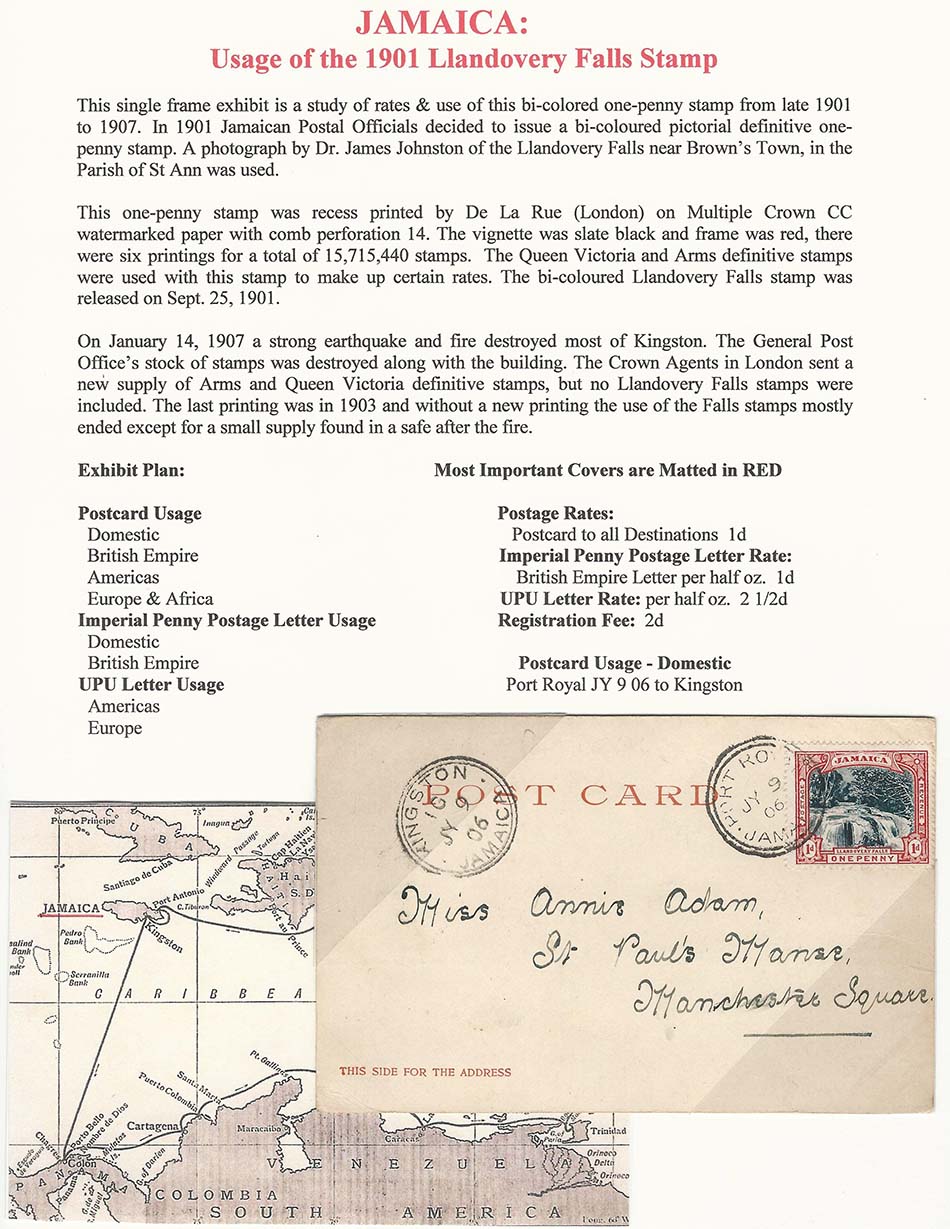 JAMAICA:
Usage of the 1901 Llandovery Falls Stamp
This single frame exhibit is a study of rates & use of this bi-colored one-penny stamp from late 1901
to 1907. In 1901 Jamaican Postal Officials decided to issue a bi-coloured pictorial definitive one-
penny stamp. A photograph by Dr. James Johnston of the Llandovery Falls near Brown's Town, in the
Parish of St Ann was used.
This one-penny stamp was recess printed by De La Rue (London) on Multiple Crown CC
watermarked paper with comb perforation 14. The vignette was slate black and frame was red, there
were six printings for a total of 15,715,440 stamps. The Queen Victoria and Arms definitive stamps
were used with this stamp to make up certain rates. The bi-coloured Llandovery Falls stamp was
released on Sept. 25, 1901.
On January 14, 1907 a strong earthquake and fire destroyed most of Kingston. The General Post
Office's stock of stamps was destroyed along with the building. The Crown Agents in London sent a
new supply of Arms and Queen Victoria definitive stamps, but no Llandovery Falls stamps were
included. The last printing was in 1903 and without a new printing the use of the Falls stamps mostly
ended except for a small supply found in a safe after the fire.
Exhibit Plan:
Postcard Usage
Domestic
British Empire
Americas
Europe & Africa
Imperial Penny Postage Letter Usage
Domestic
British Empire
UPU Letter Usage
Americas
Europe
Most Important Covers are Matted in RED
Postage Rates:
Postcard to all Destinations 1d
Imperial Penny Postage Letter Rate:
British Empire Letter per half oz. 1d
UPU Letter Rate: per half oz. 2 1/2d
Registration Fee: 2d
Postcard Usage - Domestic
Port Royal JY 9 06 to Kingston
POST CARD
KINGSTON
JY 9
06
JAMAICA
PORT ROY
JY 9
06
JAMA
JAMAICA
1d
LLANDOVERY FALLS
1d
ONE PENNY
Miss Annie Adam,
St Paul's Manse,
Manchester Square.
THIS SIDE FOR THE ADDRESS
Puerto Principe
CUBA
Inagua
Tortuga
Cap Haitien
Santiago de Cuba
Windward Passage
HAITI
Hai
S.D
JAMAICA
Port Antonio
C. Tiburon
Port au Prince
Kingston
Pedro
Bank
Serranilla
Bank
CARIBBEA
Pt. Gallinas
Santa Marta
Puerto Colombia
Cartagena
Maracaibo
Caracas
G. of
Paria
Trinidad
Orinoco
Delta
Orinoco
Chagres
Porto Bello
Nombre de Dios
Mulatas
Colon
G. of Darien
PANAMA
Panama
VENEZUELA
COLOMBIA
SOUTH AMERICA